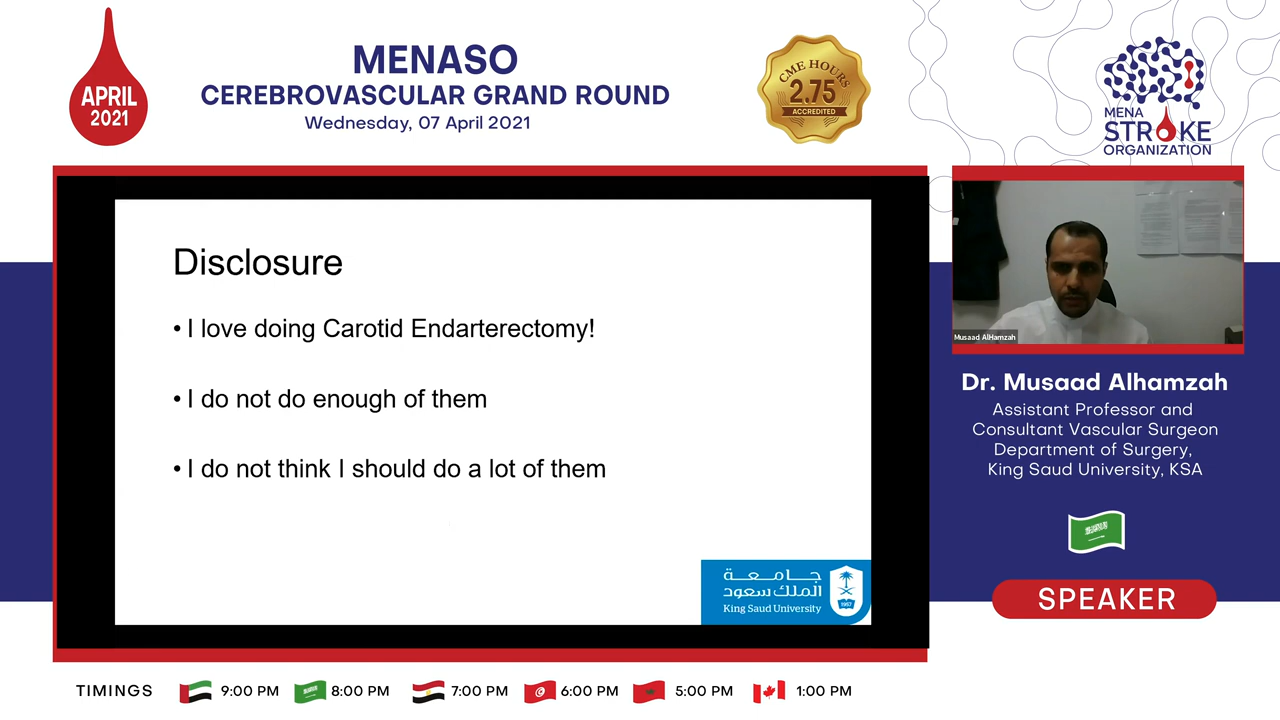 APRIL
2021
MENASO
CEREBROVASCULAR GRAND ROUND
Wednesday, 07 April 2021
CME HOURS
2.75
ACCREDITED
MENA
STROKE
ORGANIZATION
Disclosure
• I love doing Carotid Endarterectomy!
• I do not do enough of them
• I do not think I should do a lot of them
جامعة
الملك سعود
King Saud University
1957
Musaad AlHamzah
Dr. Musaad Alhamzah
Assistant Professor and
Consultant Vascular Surgeon
Department of Surgery,
King Saud University, KSA
SPEAKER
TIMINGS 9:00 PM 8:00 PM 7:00 PM 6:00 PM 5:00 PM 1:00 PM